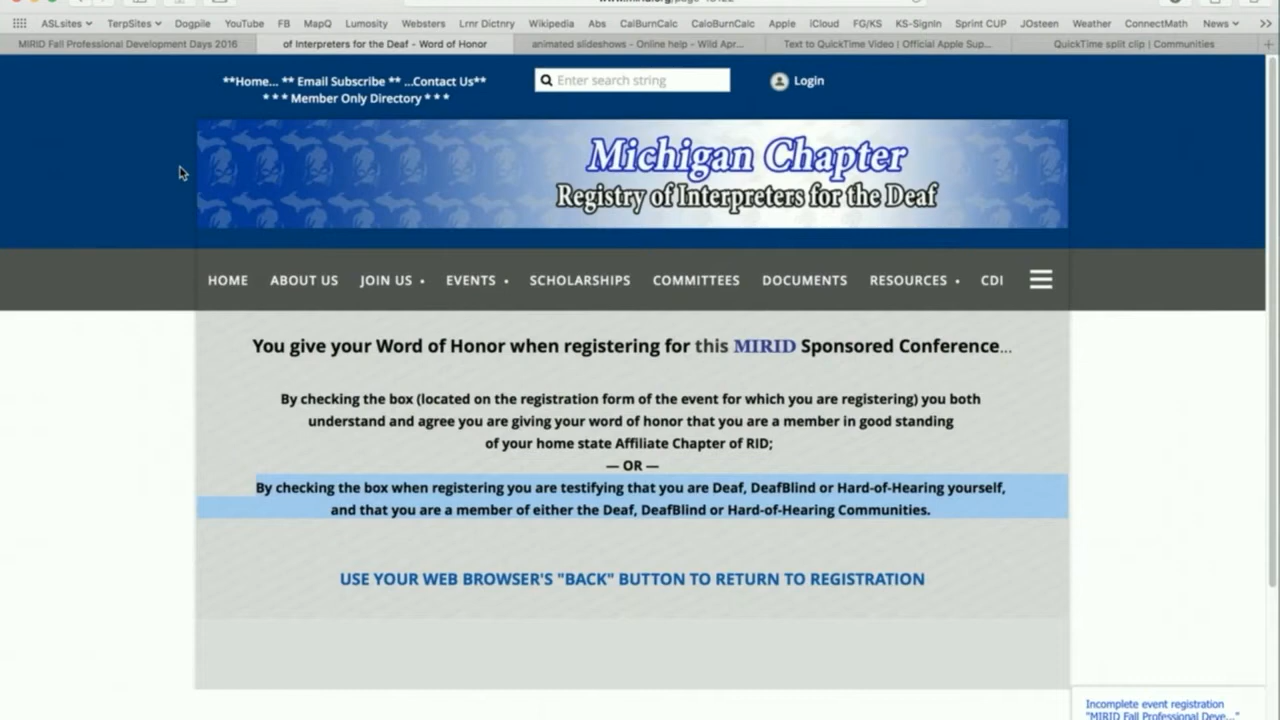 ASLsites TerpSites Dogpile YouTube FB MapQ Lumosity Websters Lrnr Dictnry Wikipedia Abs CalBurnCalc CaloBurnCalc Apple iCloud FG/KS KS-SignIn Sprint CUP JOsteen Weather ConnectMath News
MIRID Fall Professional Development Days 2016 of Interpreters for the Deaf - Word of Honor animated slideshows - Online help - Wild Apr... Text to QuickTime Video | Official Apple Sup... QuickTime split clip | Communities
**Home... ** Email Subscribe ** ...Contact Us** Enter search string Login
* * * Member Only Directory * * *
Michigan Chapter
Registry of Interpreters for the Deaf
HOME ABOUT US JOIN US EVENTS SCHOLARSHIPS COMMITTEES DOCUMENTS RESOURCES CDI
You give your Word of Honor when registering for this MIRID Sponsored Conference...
By checking the box (located on the registration form of the event for which you are registering) you both
understand and agree you are giving your word of honor that you are a member in good standing
of your home state Affiliate Chapter of RID;
— OR —
By checking the box when registering you are testifying that you are Deaf, DeafBlind or Hard-of-Hearing yourself,
and that you are a member of either the Deaf, DeafBlind or Hard-of-Hearing Communities.
USE YOUR WEB BROWSER'S "BACK" BUTTON TO RETURN TO REGISTRATION
Incomplete event registration
"MIRID Fall Professional Deve..."